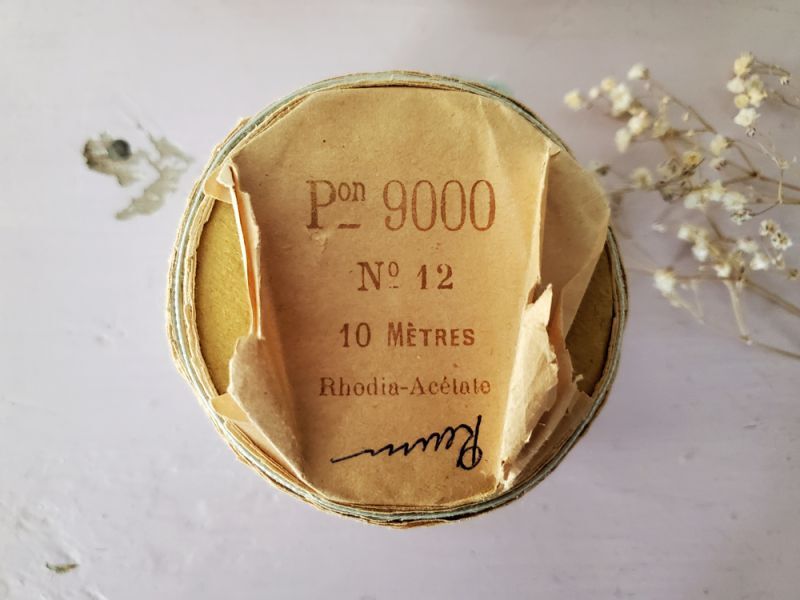 Pon 9000
No 12
10 MÈTRES
Rhodia-Acétate